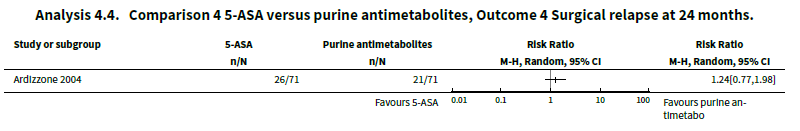 Analysis 4.4. Comparison 4 5-ASA versus purine antimetabolites, Outcome 4 Surgical relapse at 24 months.
Study or subgroup 5-ASA Purine antimetabolites Risk Ratio Risk Ratio
n/N n/N M-H, Random, 95% CI M-H, Random, 95% CI
Ardizzone 2004 26/71 21/71 1.24[0.77,1.98]
Favours 5-ASA 0.01 0.1 1 10 100 Favours purine an-
timetabo